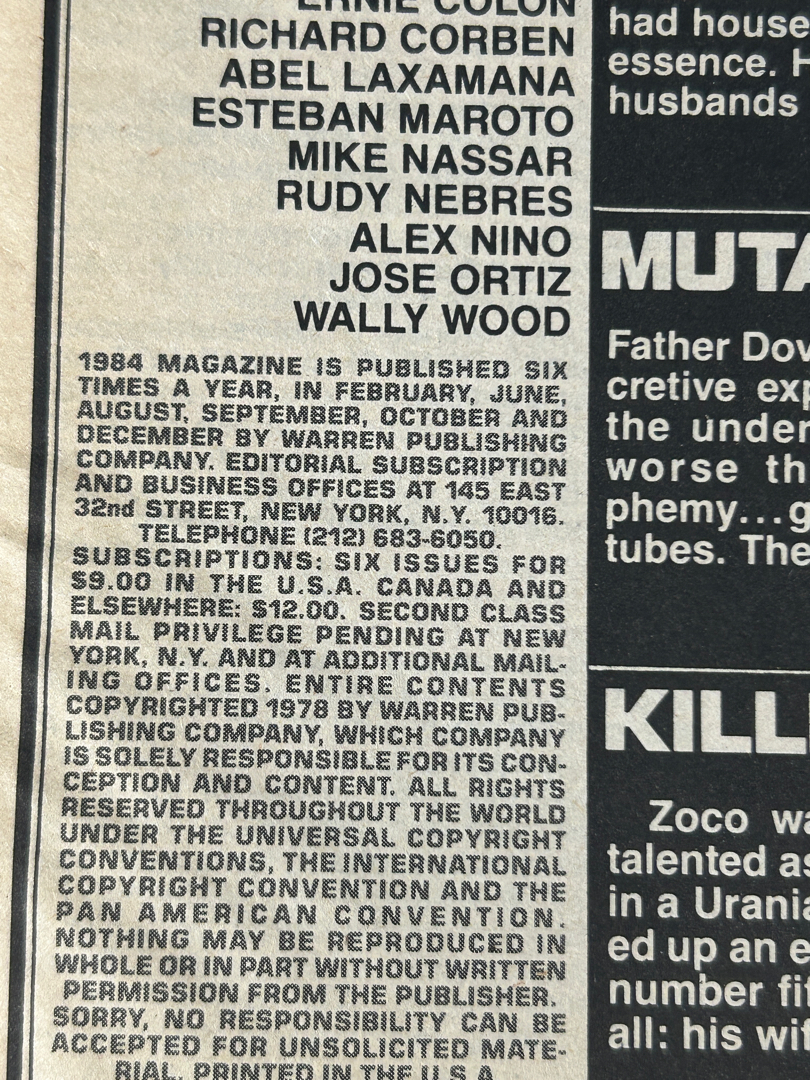 ERNIE COLON
RICHARD CORBEN
ABEL LAXAMANA
ESTEBAN MAROTO
MIKE NASSAR
RUDY NEBRES
ALEX NINO
JOSE ORTIZ
WALLY WOOD
1984 MAGAZINE IS PUBLISHED SIX
TIMES A YEAR, IN FEBRUARY, JUNE,
AUGUST, SEPTEMBER, OCTOBER AND
DECEMBER BY WARREN PUBLISHING
COMPANY. EDITORIAL SUBSCRIPTION
AND BUSINESS OFFICES AT 145 EAST
32nd STREET, NEW YORK, N.Y. 10016.
TELEPHONE (212) 683-6050.
SUBSCRIPTIONS: SIX ISSUES FOR
$9.00 IN THE U.S.A. CANADA AND
ELSEWHERE: $12.00. SECOND CLASS
MAIL PRIVILEGE PENDING AT NEW
YORK, N.Y. AND AT ADDITIONAL MAIL-
ING OFFICES. ENTIRE CONTENTS
COPYRIGHTED 1978 BY WARREN PUB-
LISHING COMPANY, WHICH COMPANY
IS SOLELY RESPONSIBLE FOR ITS CON-
CEPTION AND CONTENT. ALL RIGHTS
RESERVED THROUGHOUT THE WORLD
UNDER THE UNIVERSAL COPYRIGHT
CONVENTIONS, THE INTERNATIONAL
COPYRIGHT CONVENTION AND THE
PAN AMERICAN CONVENTION.
NOTHING MAY BE REPRODUCED IN
WHOLE OR IN PART WITHOUT WRITTEN
PERMISSION FROM THE PUBLISHER.
SORRY, NO RESPONSIBILITY CAN BE
ACCEPTED FOR UNSOLICITED MATE-
RIAL. PRINTED IN THE U.S.A.
had house
essence. H
husbands
MUTA
Father Dov
cretive exp
the under
worse th
phemy...g
tubes. The
KILL
Zoco wa
talented as
in a Urania
ed up an e
number fif
all: his wit